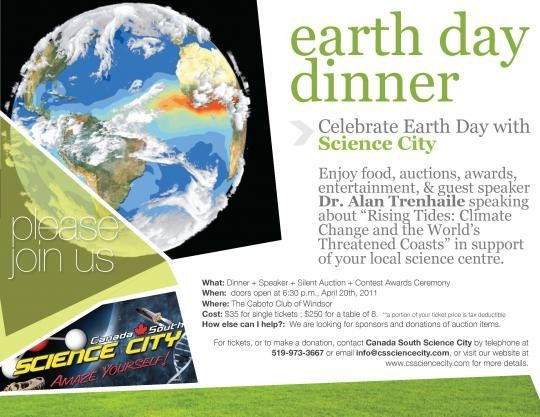 earth day
dinner
Celebrate Earth Day with
Science City
Enjoy food, auctions, awards,
entertainment, & guest speaker
Dr. Alan Trenhaile speaking
about “Rising Tides: Climate
Change and the World’s
Threatened Coasts” in support
of your local science centre.
please
join us
What: Dinner + Speaker + Silent Auction + Contest Awards Ceremony
When: doors open at 6:30 p.m., April 20th, 2011
Where: The Caboto Club of Windsor
Cost: $35 for single tickets ; $250 for a table of 8. **a portion of your ticket price is tax deductible
How else can I help?: We are looking for sponsors and donations of auction items.
Canada South
SCIENCE CITY
AMAZE YOURSELF!
For tickets, or to make a donation, contact Canada South Science City by telephone at
519-973-3667 or email info@cssciencecity.com, or visit our website at
www.cssciencecity.com for more details.